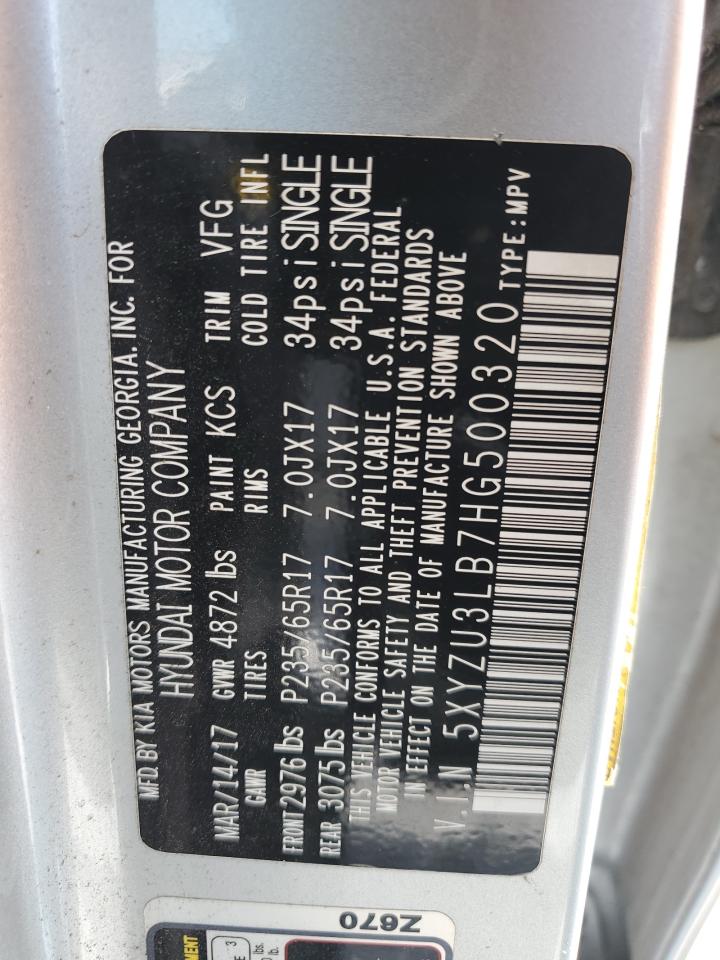 MFD. BY KIA MOTORS MANUFACTURING GEORGIA. INC. FOR
HYUNDAI MOTOR COMPANY
MAR/14/17 GVWR 4872 lbs PAINT KCS TRIM VFG
GAWR TIRES RIMS COLD TIRE INFL
FRONT 2976 lbs P235/65R17 7.0JX17 34psi SINGLE
REAR 3075 lbs P235/65R17 7.0JX17 34psi SINGLE
THIS VEHICLE CONFORMS TO ALL APPLICABLE U.S.A. FEDERAL
MOTOR VEHICLE SAFETY AND THEFT PREVENTION STANDARDS
IN EFFECT ON THE DATE OF MANUFACTURE SHOWN ABOVE
V.I.N 5XYZU3LB7HG500320 TYPE:MPV
Z670
3
lbs.
lb.